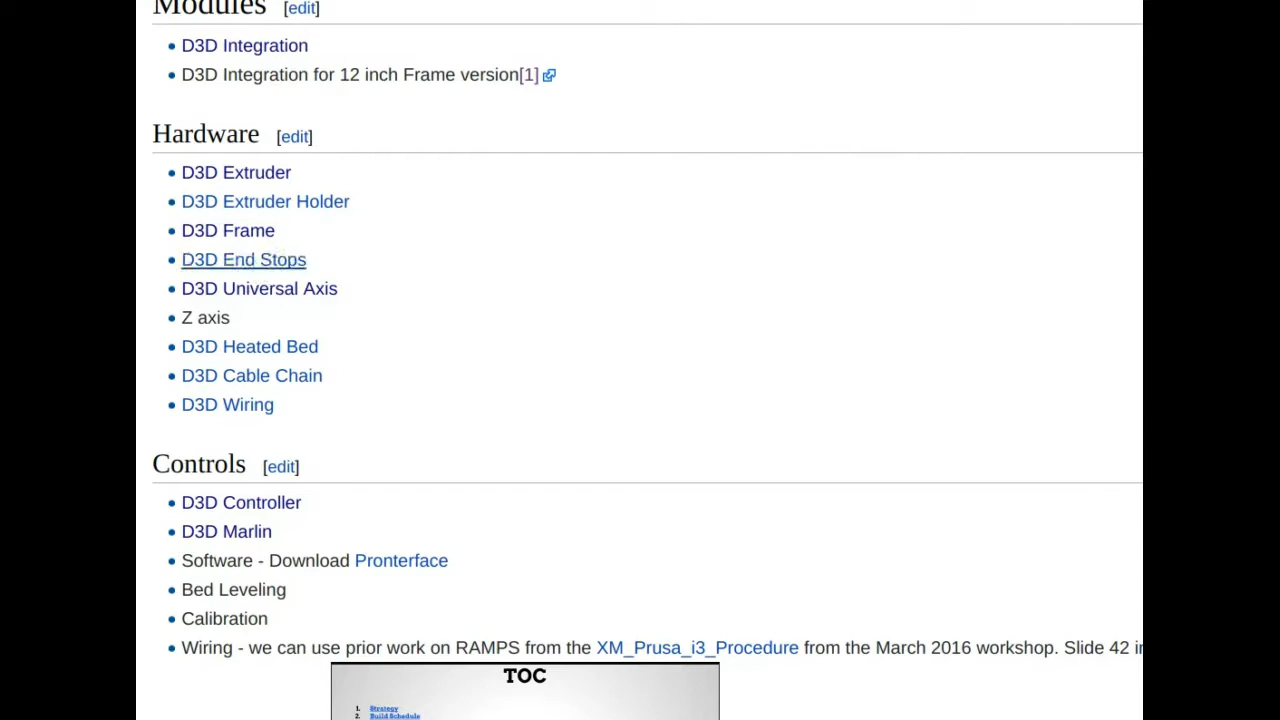 Modules [edit]
D3D Integration
D3D Integration for 12 inch Frame version[1]
Hardware [edit]
D3D Extruder
D3D Extruder Holder
D3D Frame
D3D End Stops
D3D Universal Axis
Z axis
D3D Heated Bed
D3D Cable Chain
D3D Wiring
Controls [edit]
D3D Controller
D3D Marlin
Software - Download Pronterface
Bed Leveling
Calibration
Wiring - we can use prior work on RAMPS from the XM_Prusa_i3_Procedure from the March 2016 workshop. Slide 42
TOC
1. Strategy
2. Build Schedule